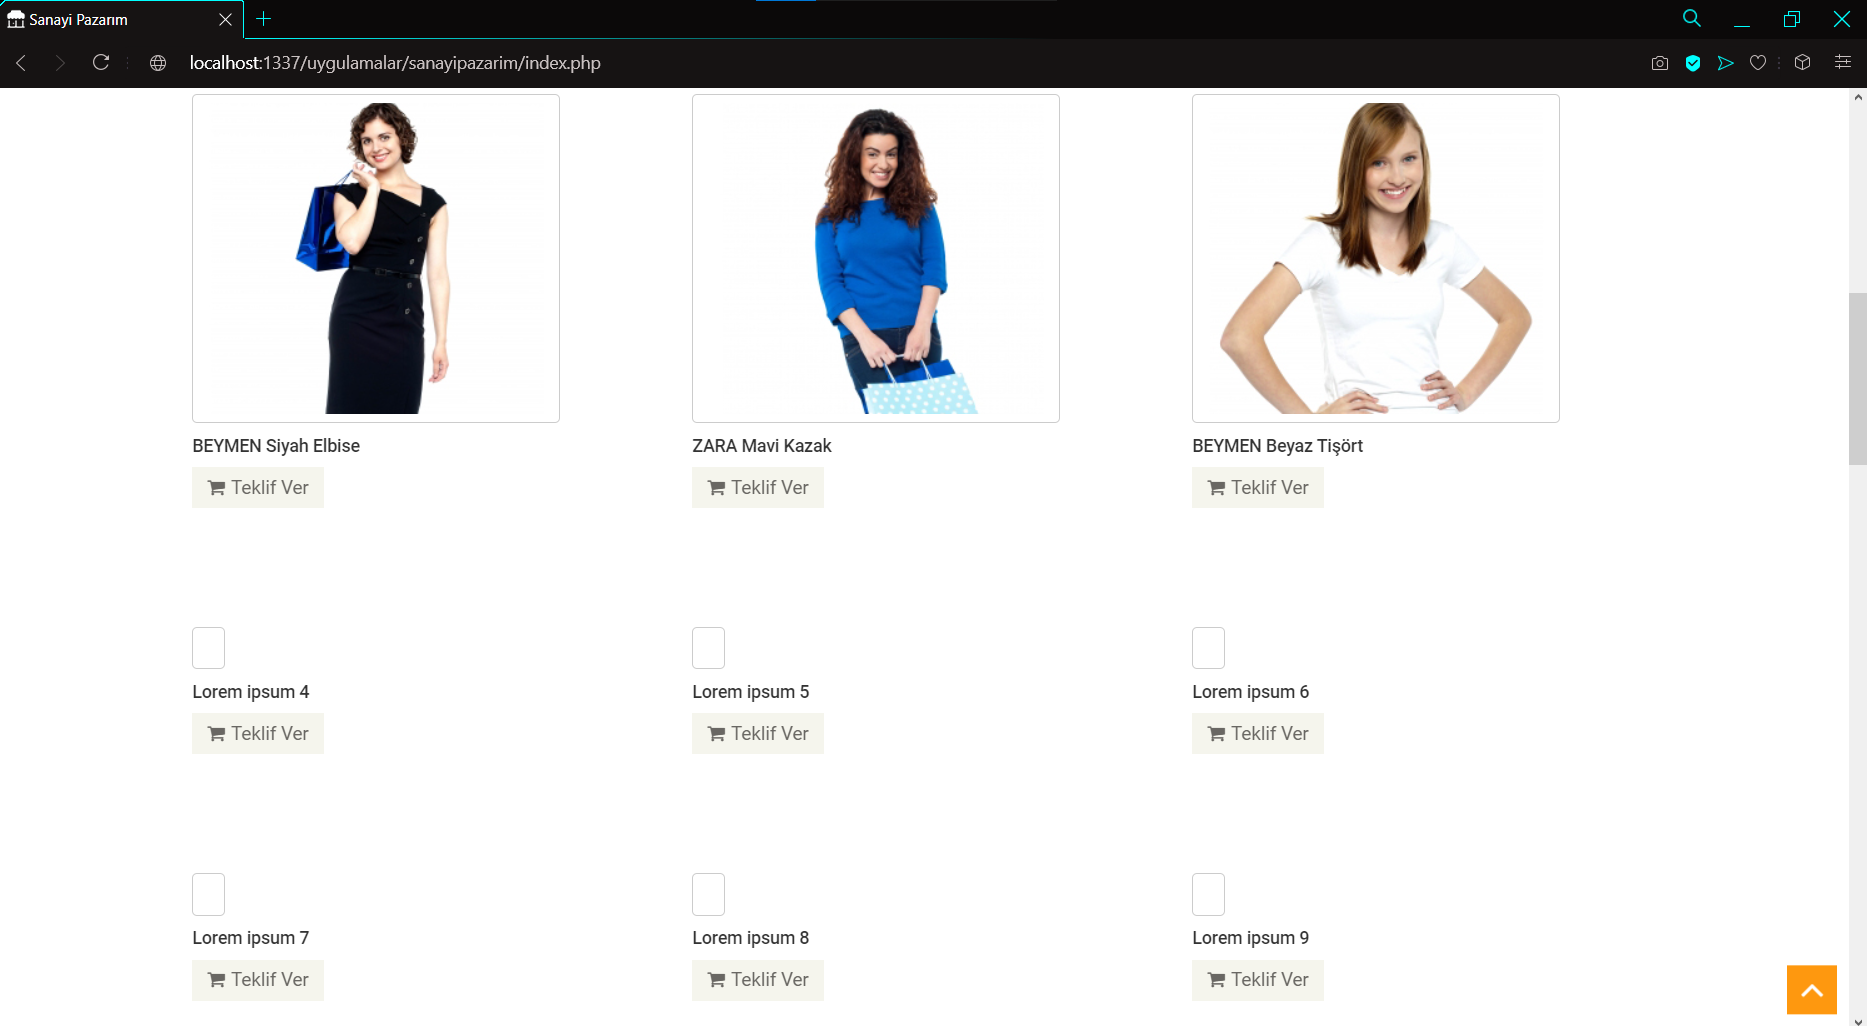 Sanayi Pazarım
localhost:1337/uygulamalar/sanayipazarim/index.php
BEYMEN Siyah Elbise
ZARA Mavi Kazak
BEYMEN Beyaz Tişört
Teklif Ver
Teklif Ver
Teklif Ver
Lorem ipsum 4
Lorem ipsum 5
Lorem ipsum 6
Teklif Ver
Teklif Ver
Teklif Ver
Lorem ipsum 7
Lorem ipsum 8
Lorem ipsum 9
Teklif Ver
Teklif Ver
Teklif Ver